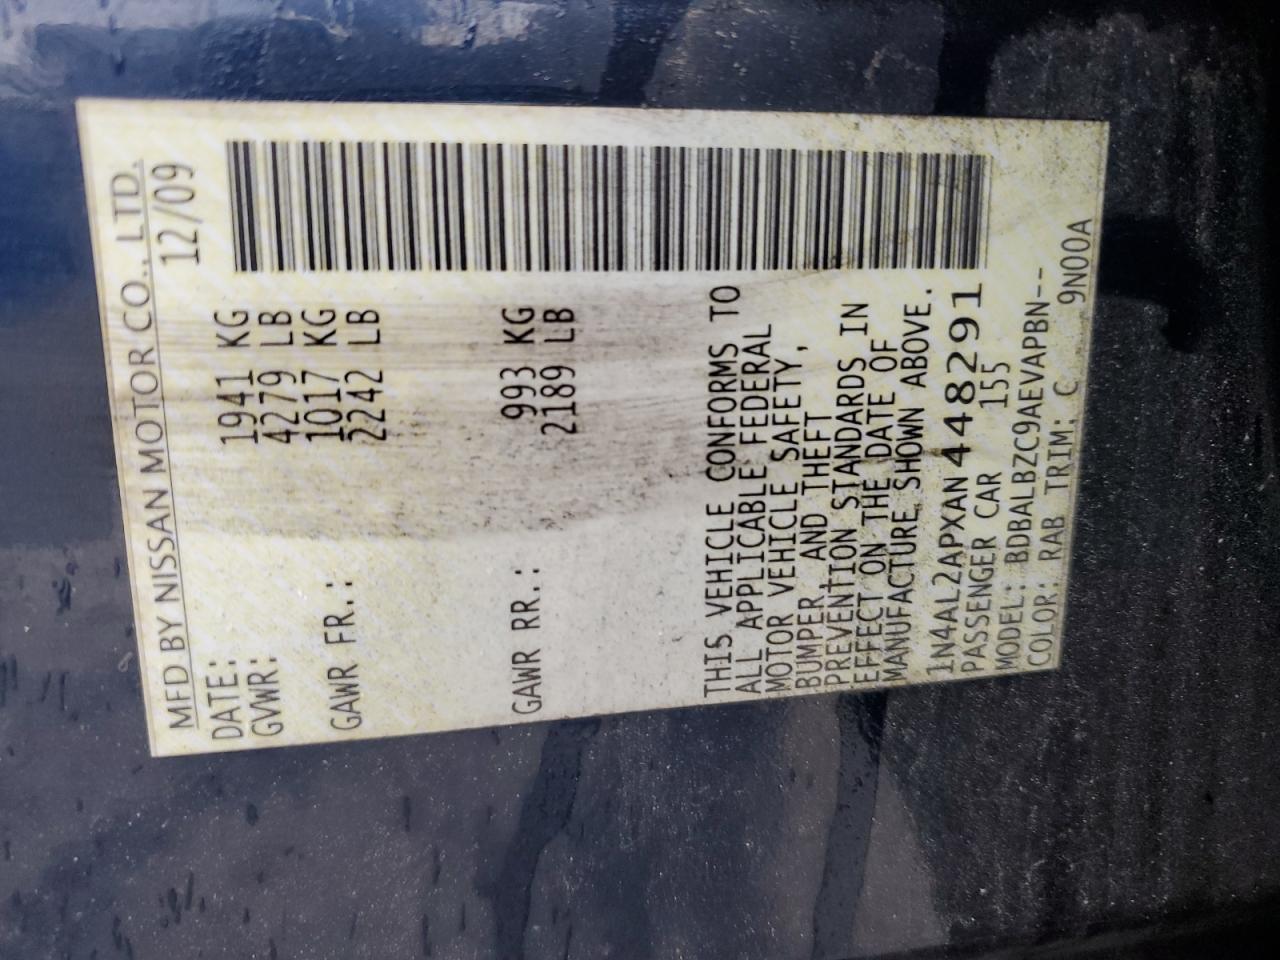 MFD BY NISSAN MOTOR CO., LTD.
DATE: 12/09
GVWR: 1941 KG
4279 LB
GAWR FR.: 1017 KG
2242 LB
GAWR RR.: 993 KG
2189 LB
THIS VEHICLE CONFORMS TO
ALL APPLICABLE FEDERAL
MOTOR VEHICLE SAFETY,
BUMPER, AND THEFT
PREVENTION STANDARDS IN
EFFECT ON THE DATE OF
MANUFACTURE SHOWN ABOVE.
1N4AL2APXAN 448291
PASSENGER CAR 155
MODEL: BDBALBZC9AEVAPBN--
COLOR: RAB TRIM: C 9N00A